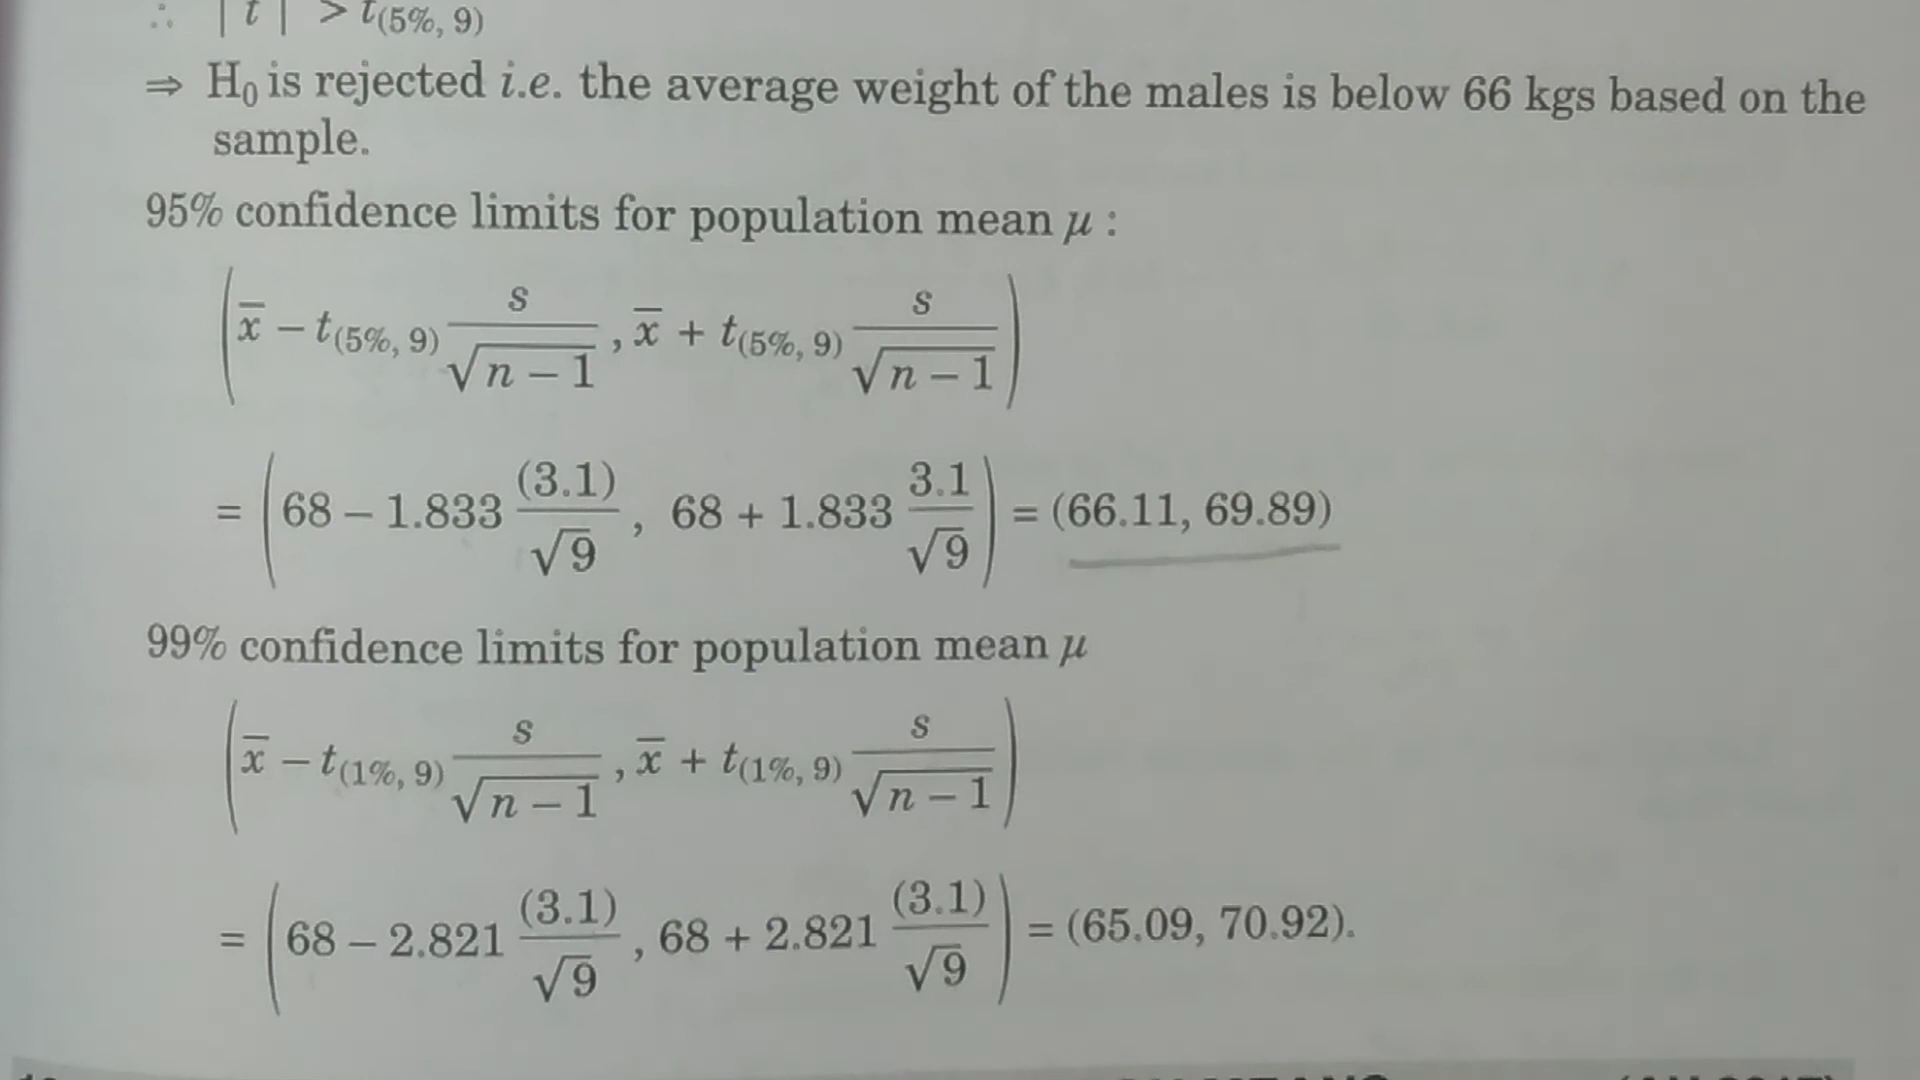 ∴ | t | > t(5%, 9)
⇒ H₀ is rejected i.e. the average weight of the males is below 66 kgs based on the
sample.
95% confidence limits for population mean μ :
(x̄ − t(5%, 9) s/√(n − 1) , x̄ + t(5%, 9) s/√(n − 1))
= (68 − 1.833 (3.1)/√9 , 68 + 1.833 3.1/√9) = (66.11, 69.89)
99% confidence limits for population mean μ
(x̄ − t(1%, 9) s/√(n − 1) , x̄ + t(1%, 9) s/√(n − 1))
= (68 − 2.821 (3.1)/√9 , 68 + 2.821 (3.1)/√9) = (65.09, 70.92).